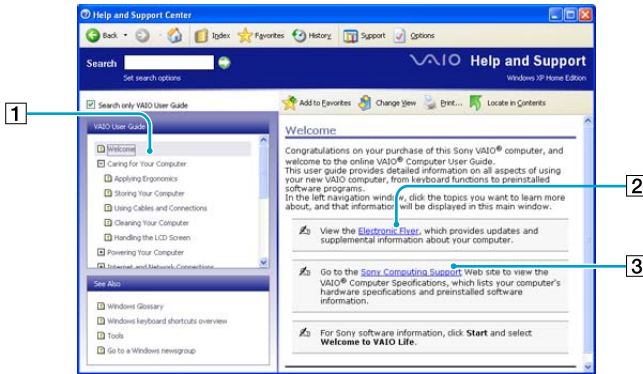 Help and Support Center
Back
Index
Favorites
History
Support
Options
Search
Set search options
VAIO Help and Support
Windows XP Home Edition
Search only VAIO User Guide
Add to Favorites
Change View
Print...
Locate in Contents
1
VAIO User Guide
Welcome
Caring for Your Computer
Applying Ergonomics
Storing Your Computer
Using Cables and Connections
Cleaning Your Computer
Handling the LCD Screen
Powering Your Computer
Internet and Network Connections
See Also
Windows Glossary
Windows keyboard shortcuts overview
Tools
Go to a Windows newsgroup
Welcome
Congratulations on your purchase of this Sony VAIO® computer, and
welcome to the online VAIO® Computer User Guide.
This user guide provides detailed information on all aspects of using
your new VAIO computer, from keyboard functions to preinstalled
software programs.
In the left navigation window, click the topics you want to learn more
about, and that information will be displayed in this main window.
2
View the Electronic Flyer, which provides updates and
supplemental information about your computer.
3
Go to the Sony Computing Support Web site to view the
VAIO® Computer Specifications, which lists your computer's
hardware specifications and preinstalled software
information.
For Sony software information, click Start and select
Welcome to VAIO Life.